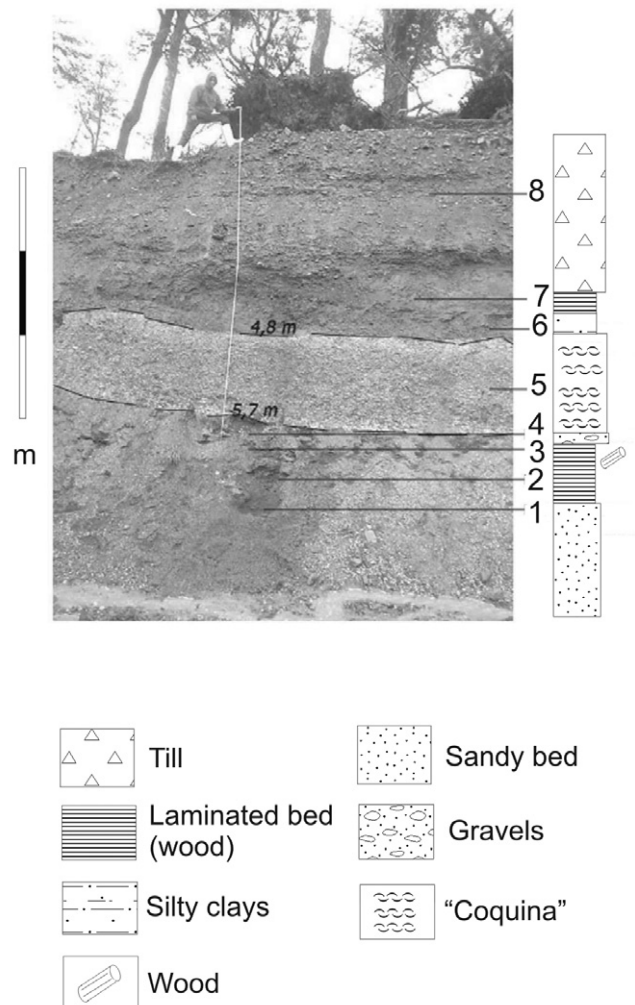 8
7
4,8 m
6
5
5,7 m
4
3
m
2
1
Till
Sandy bed
Laminated bed
(wood)
Gravels
Silty clays
“Coquina”
Wood